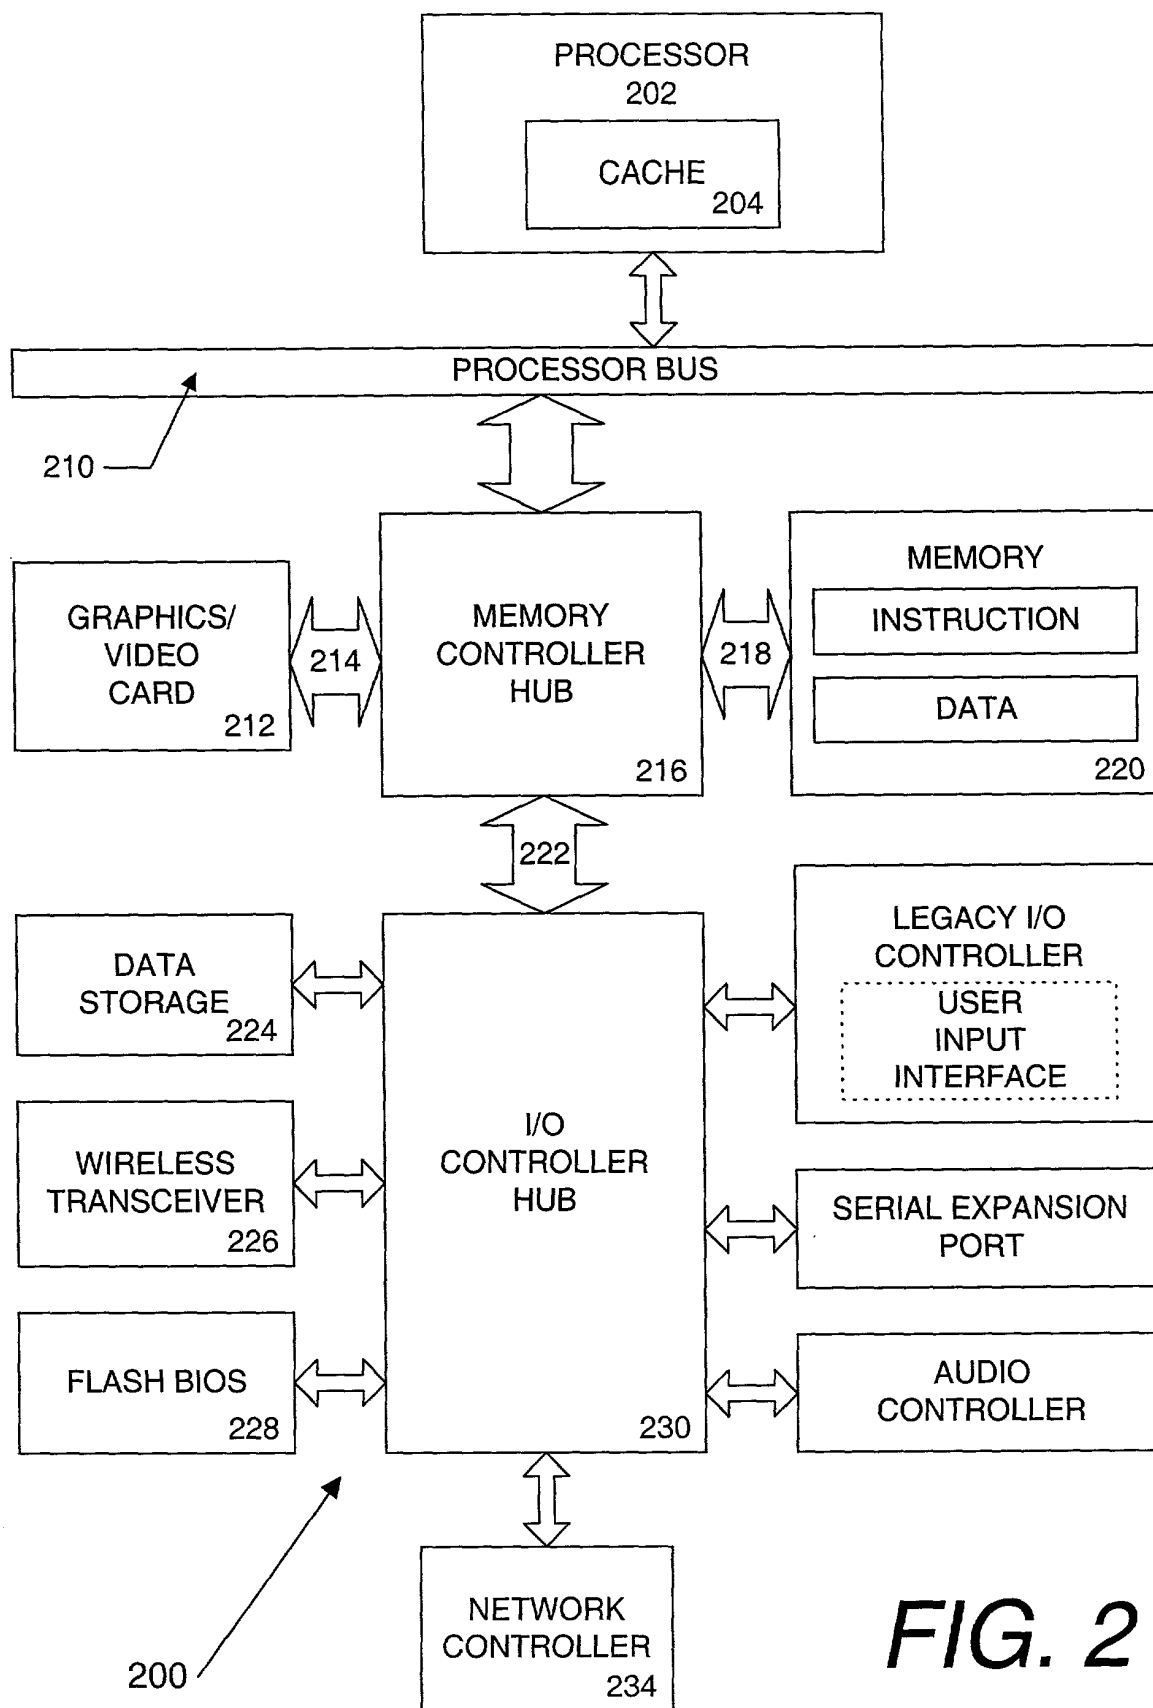 PROCESSOR
202
CACHE
204
PROCESSOR BUS
210
GRAPHICS/
VIDEO
CARD
212
214
MEMORY
CONTROLLER
HUB
216
218
MEMORY
INSTRUCTION
DATA
220
222
DATA
STORAGE
224
WIRELESS
TRANSCEIVER
226
FLASH BIOS
228
I/O
CONTROLLER
HUB
230
LEGACY I/O
CONTROLLER
USER
INPUT
INTERFACE
SERIAL EXPANSION
PORT
AUDIO
CONTROLLER
NETWORK
CONTROLLER
234
200
FIG. 2